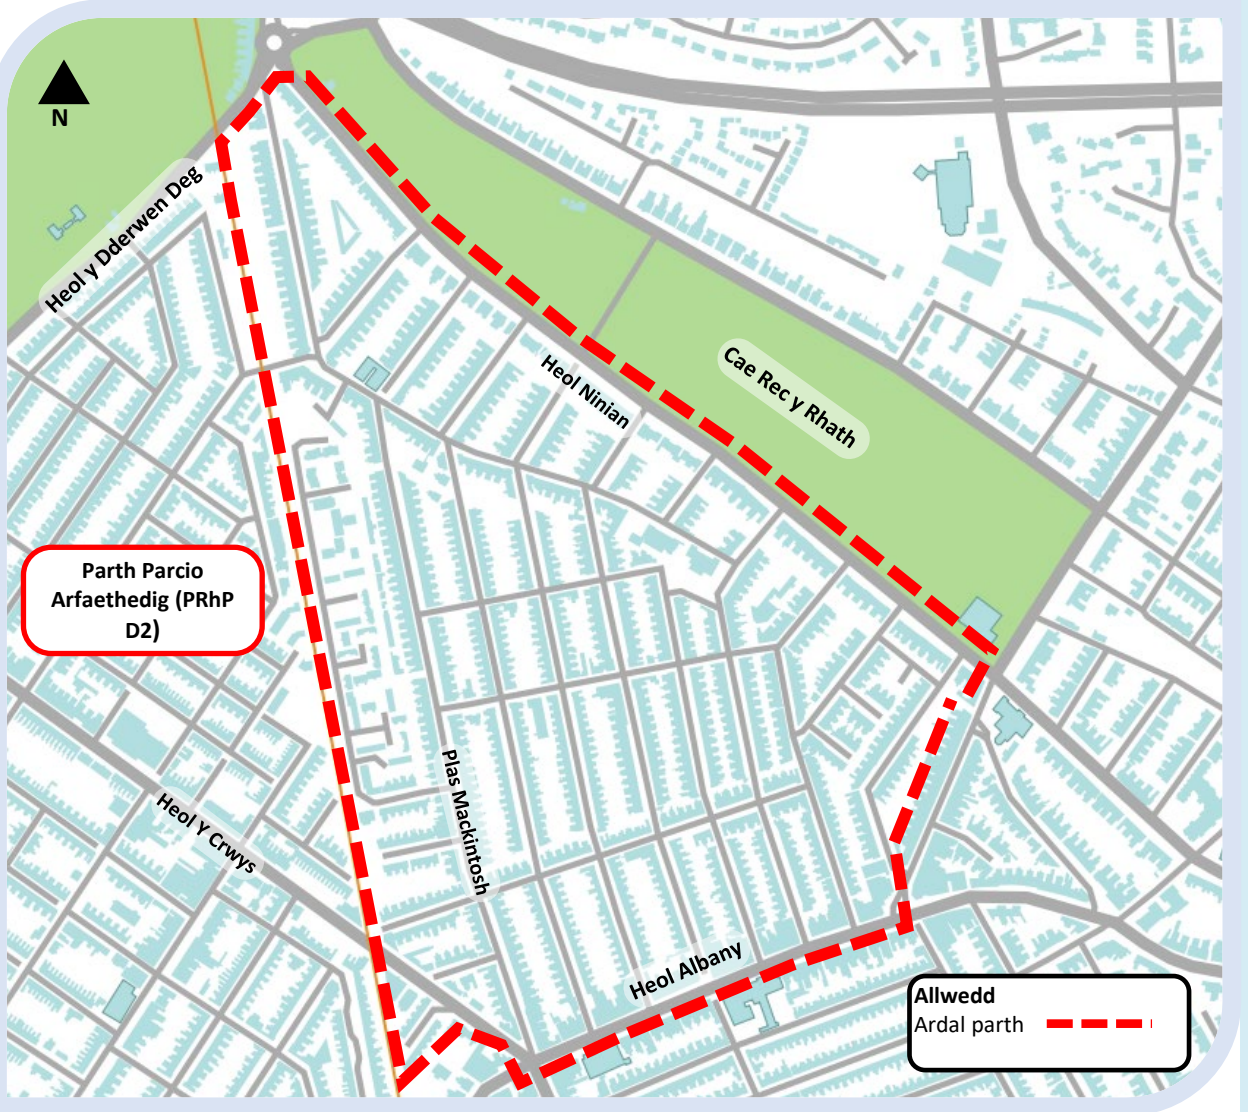 N
Heol y Dderwen Deg
Heol Ninian
Cae Rec y Rhath
Parth Parcio
Arfaethedig (PRhP
D2)
Plas Mackintosh
Heol Y Crwys
Heol Albany
Allwedd
Ardal parth